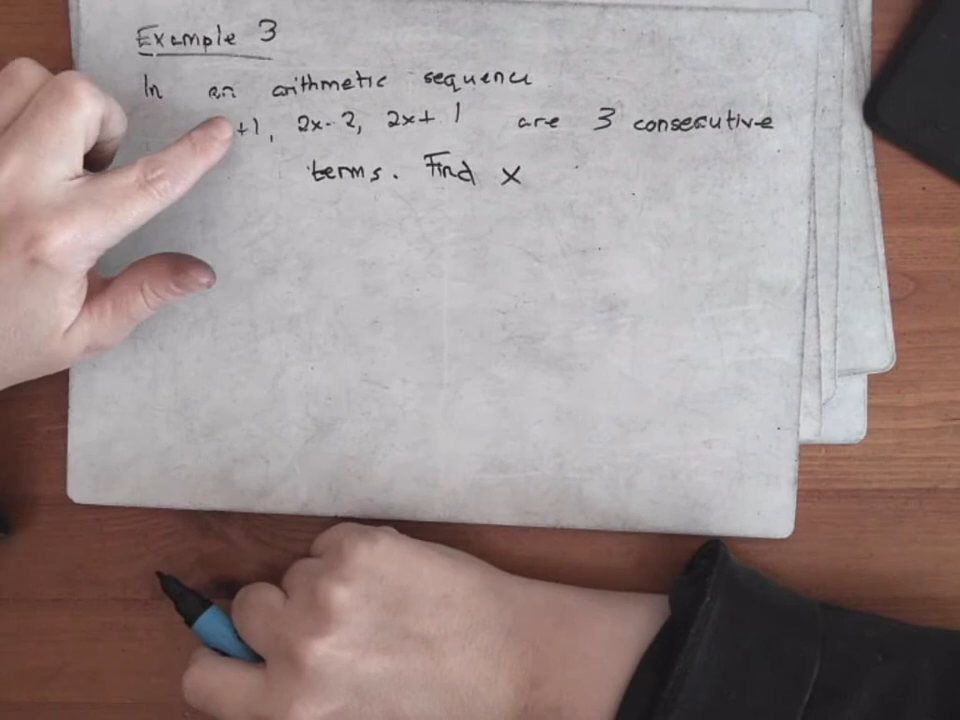 Example 3
In an arithmetic sequence
+1, 2x-2, 2x+1 are 3 consecutive
terms. Find x